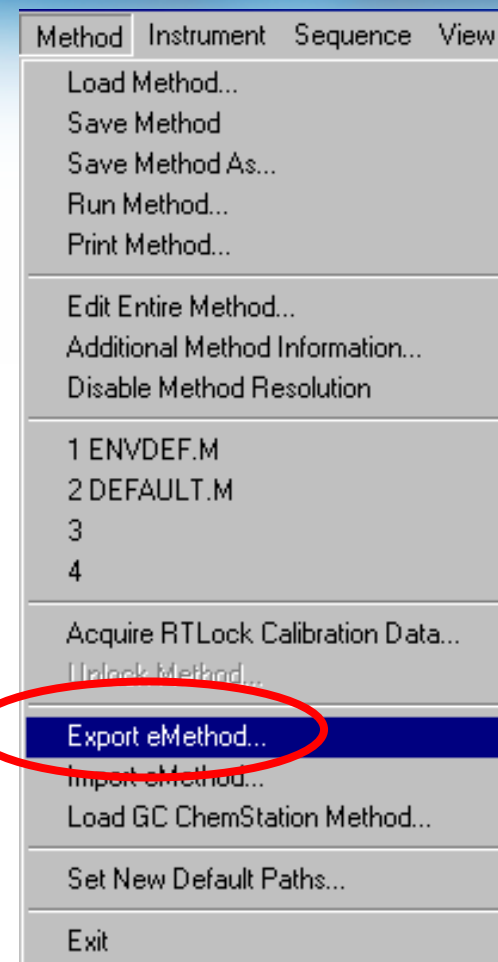 Method Instrument Sequence View
Load Method...
Save Method
Save Method As...
Run Method...
Print Method...
Edit Entire Method...
Additional Method Information...
Disable Method Resolution
1 ENVDEF.M
2 DEFAULT.M
3
4
Acquire RTLock Calibration Data...
Unlock Method...
Export eMethod...
Import eMethod...
Load GC ChemStation Method...
Set New Default Paths...
Exit